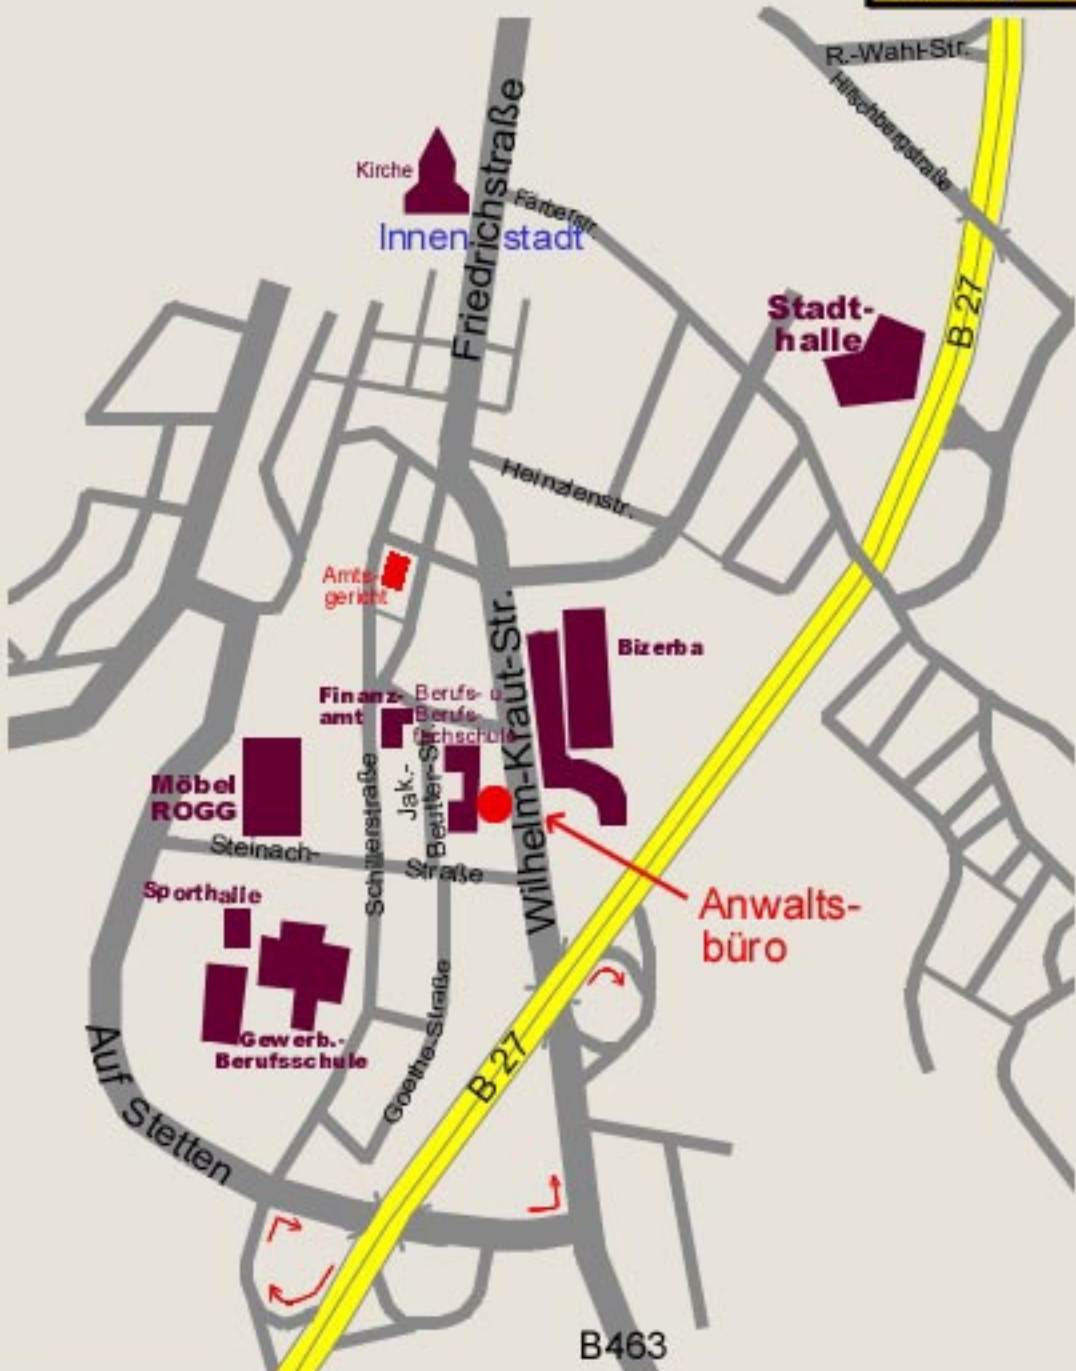 R.-Wahl-Str.
Hirschbergstraße
Friedrichstraße
Kirche
Färberstr.
Innen- stadt
B 27
Stadt-
halle
Heinzlenstr.
Amts-
gericht
Wilhelm-Kraut-Str.
Bizerba
Finanz-
amt
Berufs- u.
Berufs-
fachschule
Jak.-
Beutter-Str.
Schillerstraße
Möbel
ROGG
Steinach-
Straße
Sporthalle
Anwalts-
büro
Gewerb.-
Berufsschule
Goethe-Straße
B 27
Auf Stetten
B463